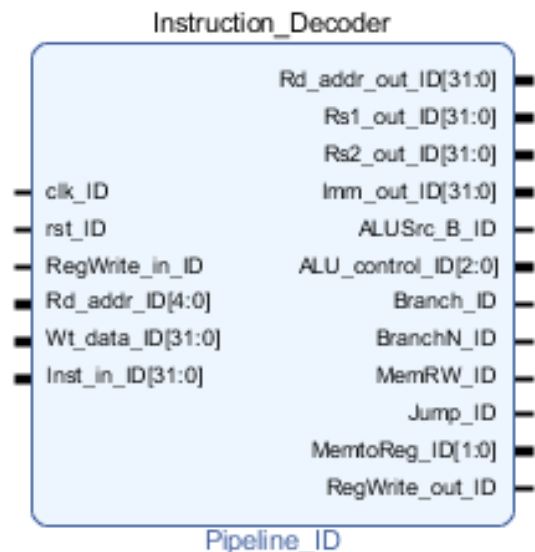 Instruction_Decoder
Rd_addr_out_ID[31:0]
Rs1_out_ID[31:0]
Rs2_out_ID[31:0]
clk_ID Imm_out_ID[31:0]
rst_ID ALUSrc_B_ID
RegWrite_in_ID ALU_control_ID[2:0]
Rd_addr_ID[4:0] Branch_ID
Wt_data_ID[31:0] BranchN_ID
Inst_in_ID[31:0] MemRW_ID
Jump_ID
MemtoReg_ID[1:0]
RegWrite_out_ID
Pipeline_ID